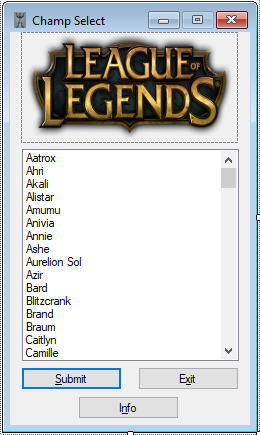 Champ Select
LEAGUE OF
LEGENDS
Aatrox
Ahri
Akali
Alistar
Amumu
Anivia
Annie
Ashe
Aurelion Sol
Azir
Bard
Blitzcrank
Brand
Braum
Caitlyn
Camille
Submit
Exit
Info